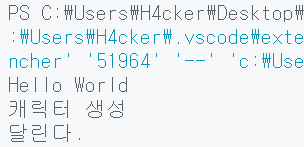 PS C:₩Users₩H4cker₩Desktop₩
:₩Users₩H4cker₩.vscode₩exte
ncher' '51964' '--' 'c:₩Use
Hello World
캐릭터 생성
달린다.